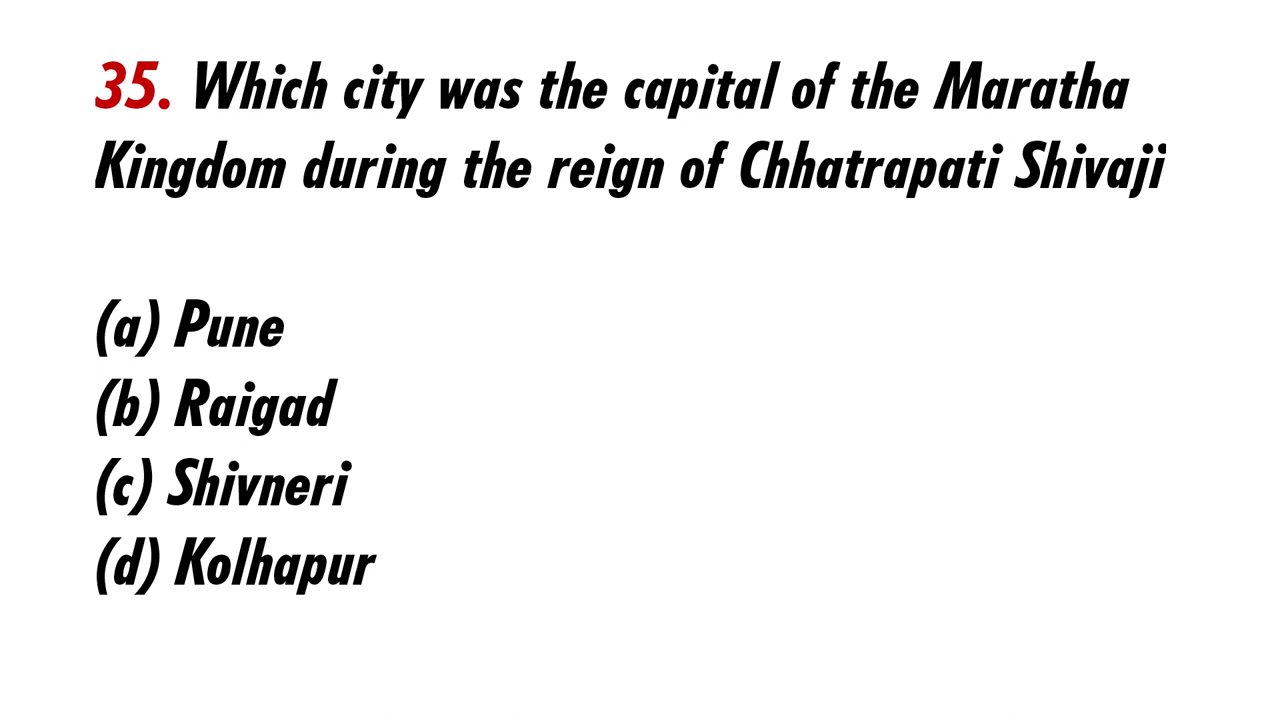 35. Which city was the capital of the Maratha
Kingdom during the reign of Chhatrapati Shivaji
(a) Pune
(b) Raigad
(c) Shivneri
(d) Kolhapur